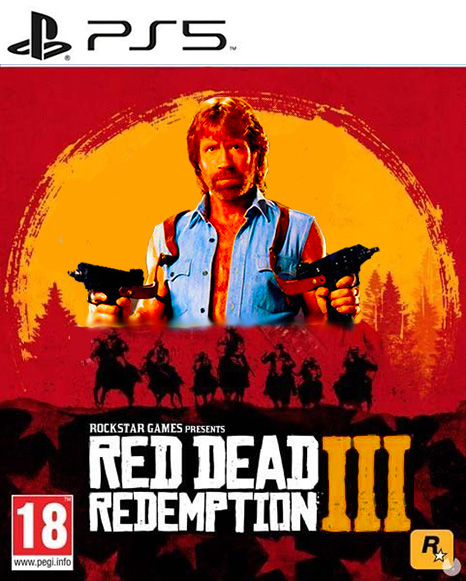 PS5
ROCKSTAR GAMES PRESENTS
RED DEAD
REDEMPTION III
18
www.pegi.info
R